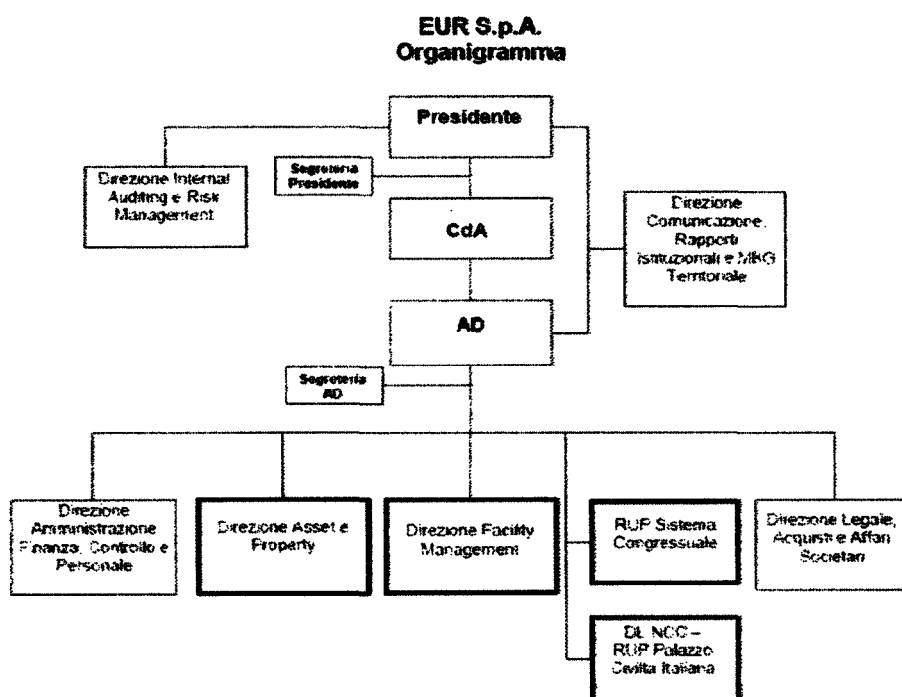 EUR S.p.A.
Organigramma
Presidente
Segreteria
Presidente
Direzione Internal
Auditing e Risk
Management
CdA
Direzione
Comunicazione,
Rapporti
Istituzionali e MKG
Territoriale
AD
Segreteria
AD
Direzione
Amministrazione
Finanza, Controllo e
Personale
Direzione Asset e
Property
Direzione Facility
Management
RUP Sistema
Congressuale
Direzione Legale,
Acquisti e Affari
Societari
DL NCC –
RUP Palazzo
Civiltà Italiana